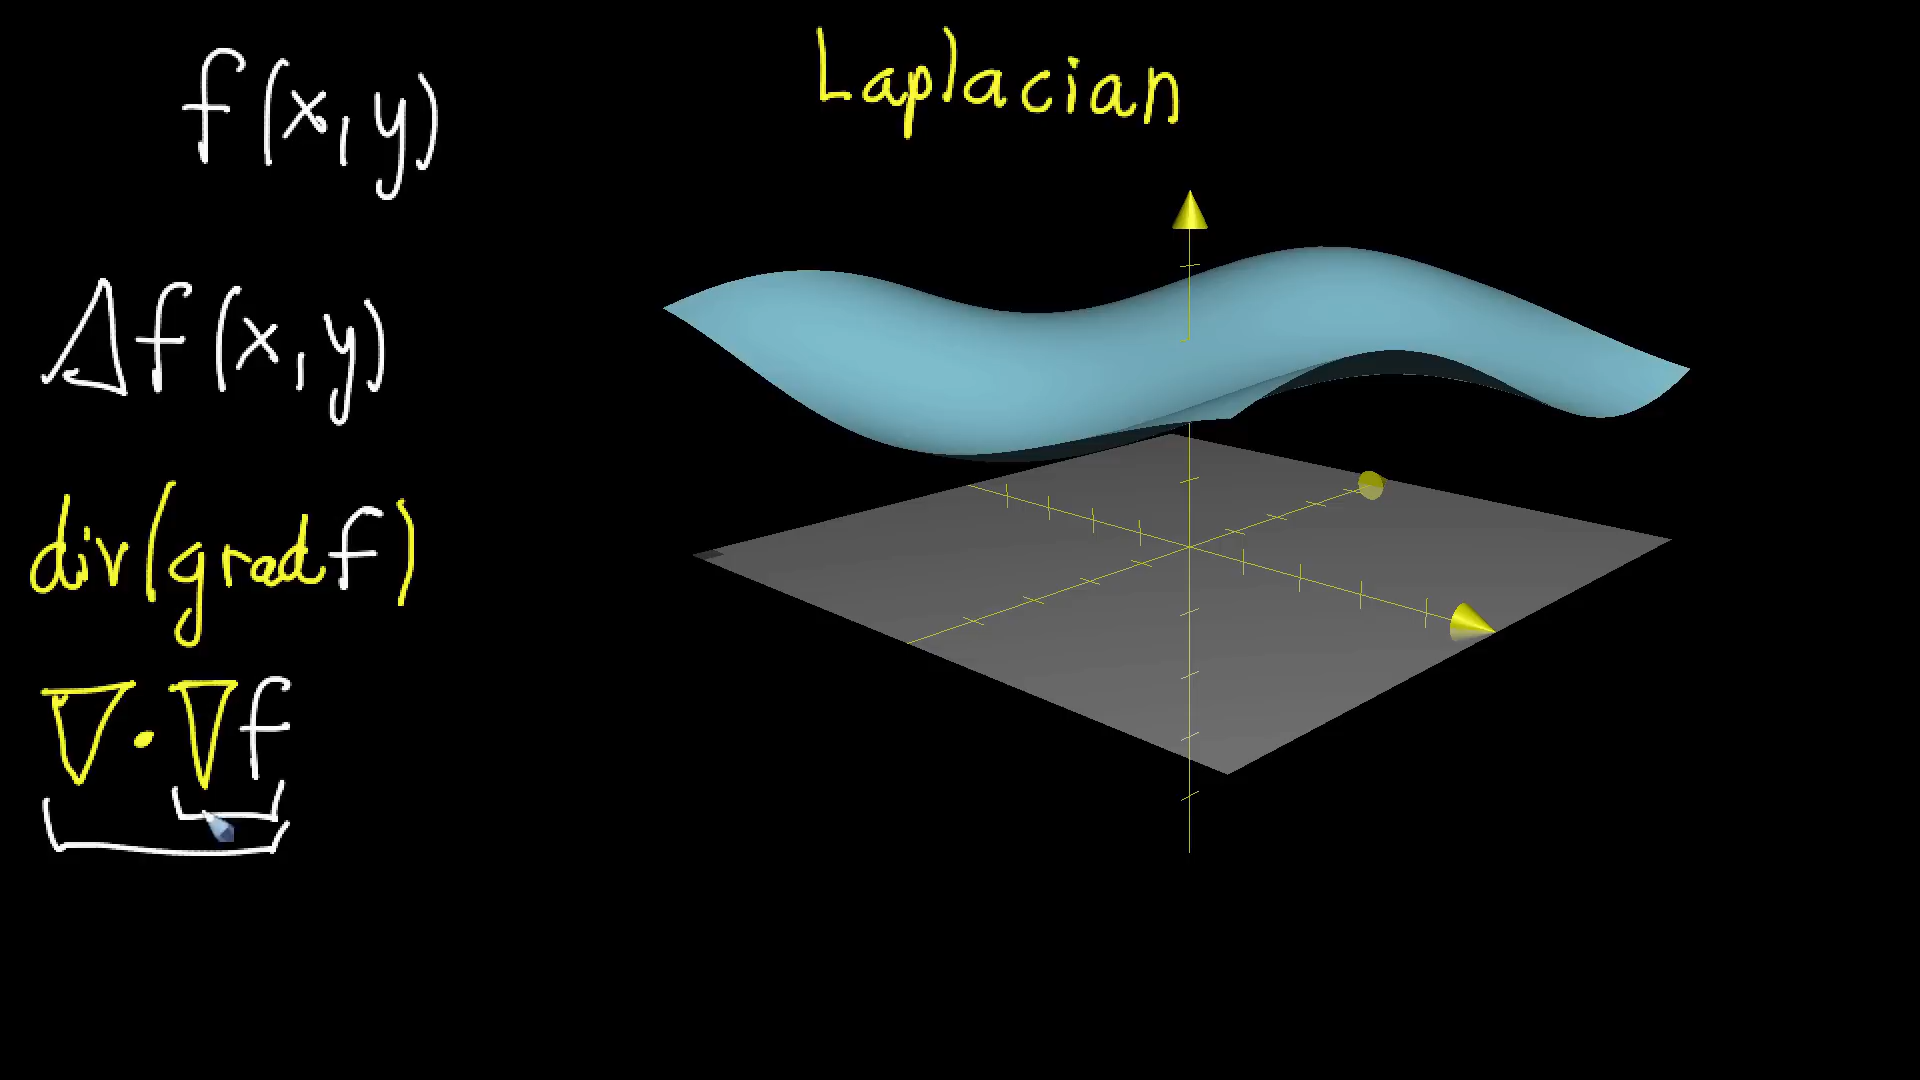 Laplacian
f(x,y)
Δf(x,y)
div(grad f)
∇·∇f